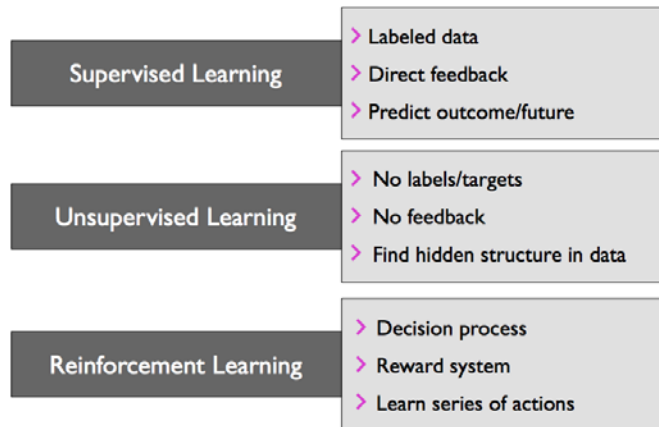 Supervised Learning
Labeled data
Direct feedback
Predict outcome/future
Unsupervised Learning
No labels/targets
No feedback
Find hidden structure in data
Reinforcement Learning
Decision process
Reward system
Learn series of actions